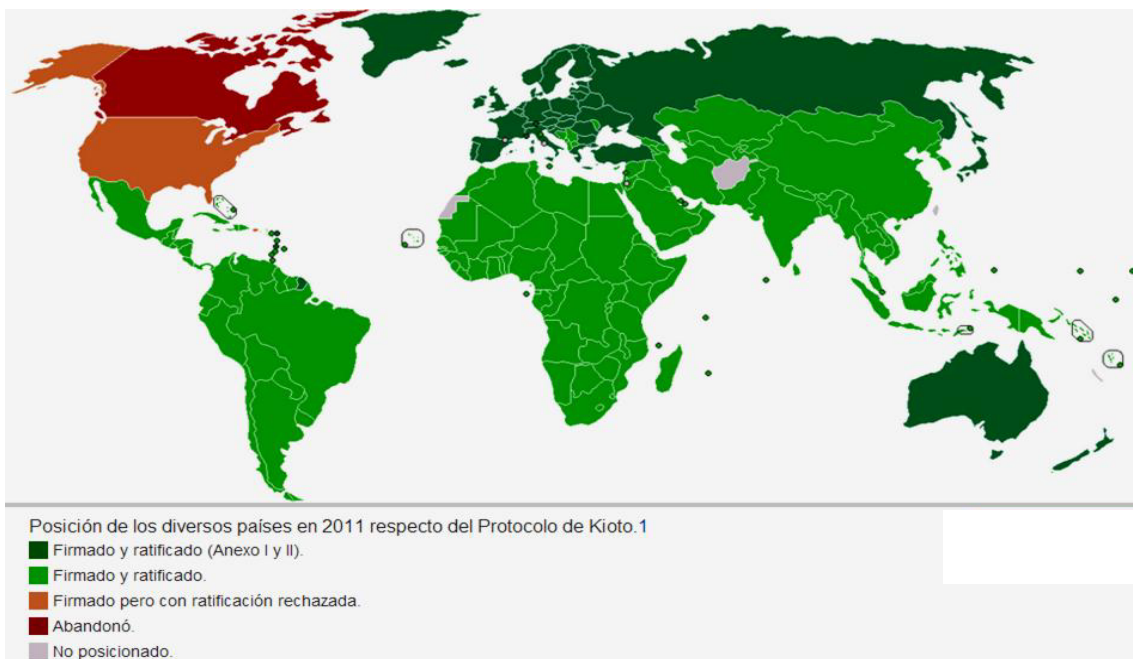 Posición de los diversos países en 2011 respecto del Protocolo de Kioto.1
Firmado y ratificado (Anexo I y II).
Firmado y ratificado.
Firmado pero con ratificación rechazada.
Abandonó.
No posicionado.